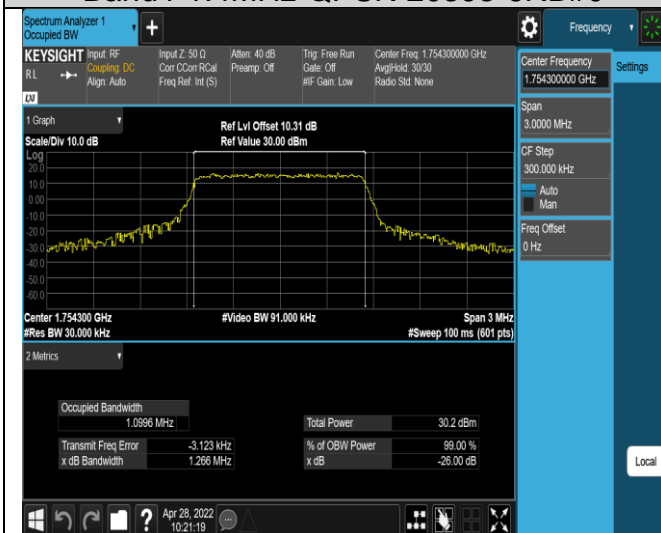 Spectrum Analyzer 1
Occupied BW
+
Frequency
KEYSIGHT
R L
LXI
Input: RF
Coupling: DC
Align: Auto
Input Z: 50 Ω
Corr CCorr RCal
Freq Ref: Int (S)
Atten: 40 dB
Preamp: Off
Trig: Free Run
Gate: Off
#IF Gain: Low
Center Freq: 1.754300000 GHz
Avg|Hold: 30/30
Radio Std: None
Center Frequency
1.754300000 GHz
Settings
Span
3.0000 MHz
CF Step
300.000 kHz
Auto
Man
Freq Offset
0 Hz
1 Graph
Scale/Div 10.0 dB
Ref Lvl Offset 10.31 dB
Ref Value 30.00 dBm
Log
20.0
10.0
0.00
-10.0
-20.0
-30.0
-40.0
-50.0
-60.0
Center 1.754300 GHz
#Res BW 30.000 kHz
#Video BW 91.000 kHz
Span 3 MHz
#Sweep 100 ms (601 pts)
2 Metrics
Occupied Bandwidth
1.0996 MHz
Total Power 30.2 dBm
Transmit Freq Error -3.123 kHz
% of OBW Power 99.00 %
x dB Bandwidth 1.266 MHz
x dB -26.00 dB
Local
?
Apr 28, 2022
10:21:19